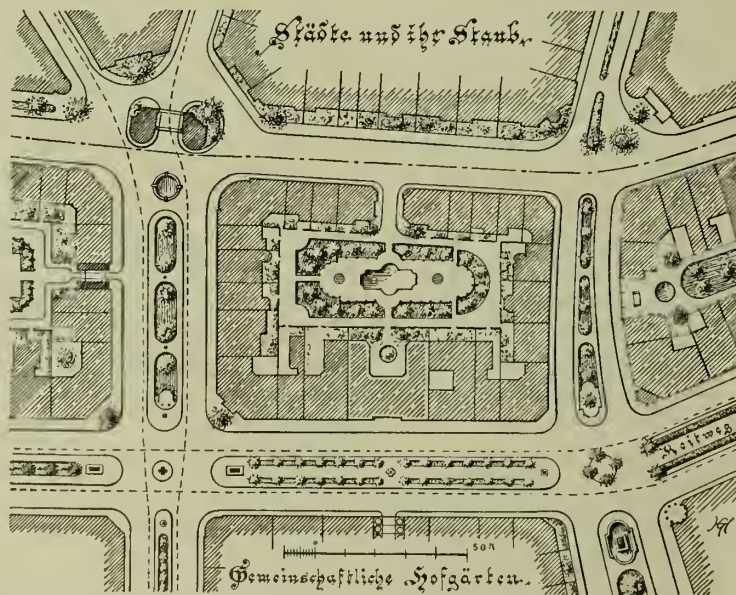 Städte und ihr Staub.
Reitweg
50 M
Gemeinschaftliche Hofgärten.